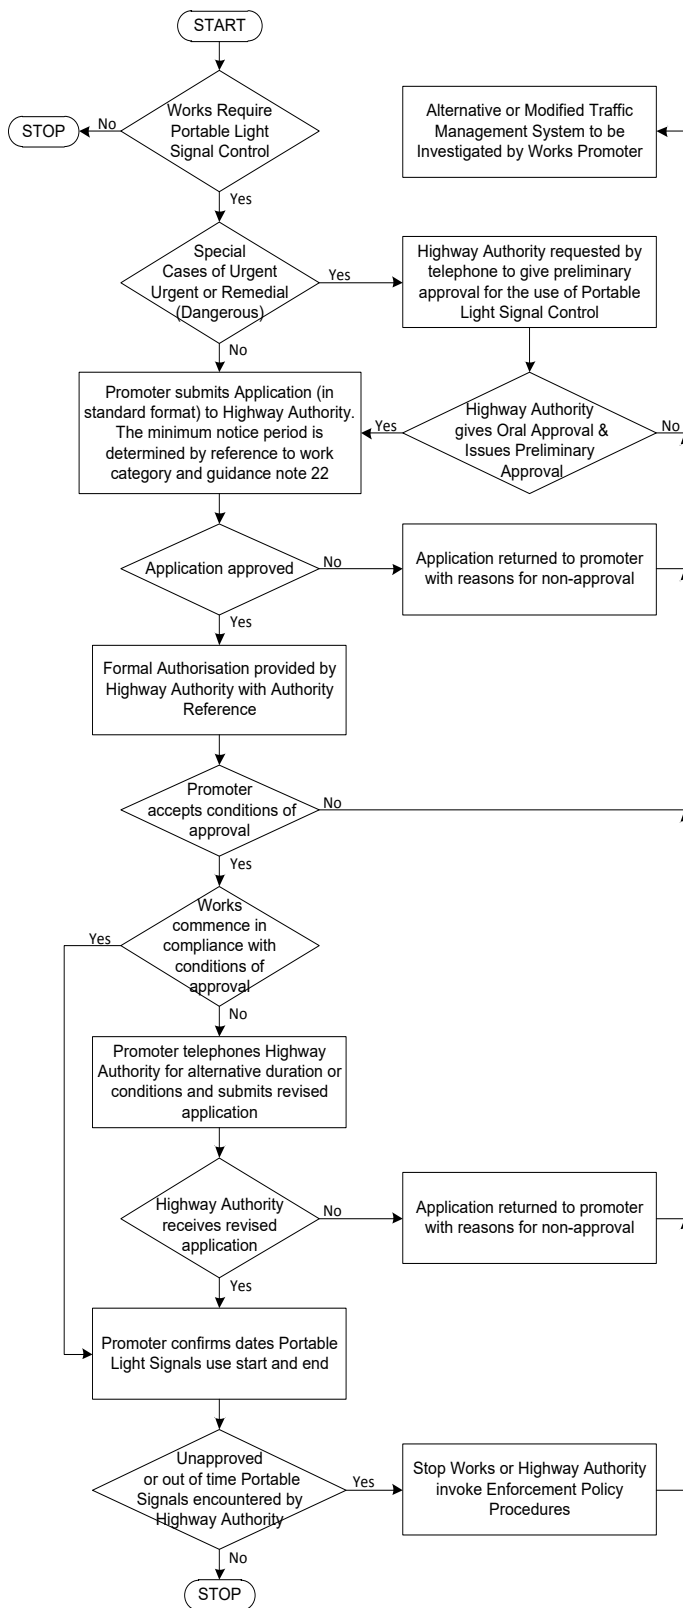 START
Works Require
Portable Light
Signal Control
No
STOP
Yes
Alternative or Modified Traffic
Management System to be
Investigated by Works Promoter
Special
Cases of Urgent
Urgent or Remedial
(Dangerous)
Yes
No
Highway Authority requested by
telephone to give preliminary
approval for the use of Portable
Light Signal Control
Promoter submits Application (in
standard format) to Highway Authority.
The minimum notice period is
determined by reference to work
category and guidance note 22
Yes
Highway Authority
gives Oral Approval &
Issues Preliminary
Approval
No
Application approved
No
Yes
Application returned to promoter
with reasons for non-approval
Formal Authorisation provided by
Highway Authority with Authority
Reference
Promoter
accepts conditions of
approval
No
Yes
Works
commence in
compliance with
conditions of
approval
Yes
No
Promoter telephones Highway
Authority for alternative duration or
conditions and submits revised
application
Highway Authority
receives revised
application
No
Yes
Application returned to promoter
with reasons for non-approval
Promoter confirms dates Portable
Light Signals use start and end
Unapproved
or out of time Portable
Signals encountered by
Highway Authority
Yes
No
Stop Works or Highway Authority
invoke Enforcement Policy
Procedures
STOP